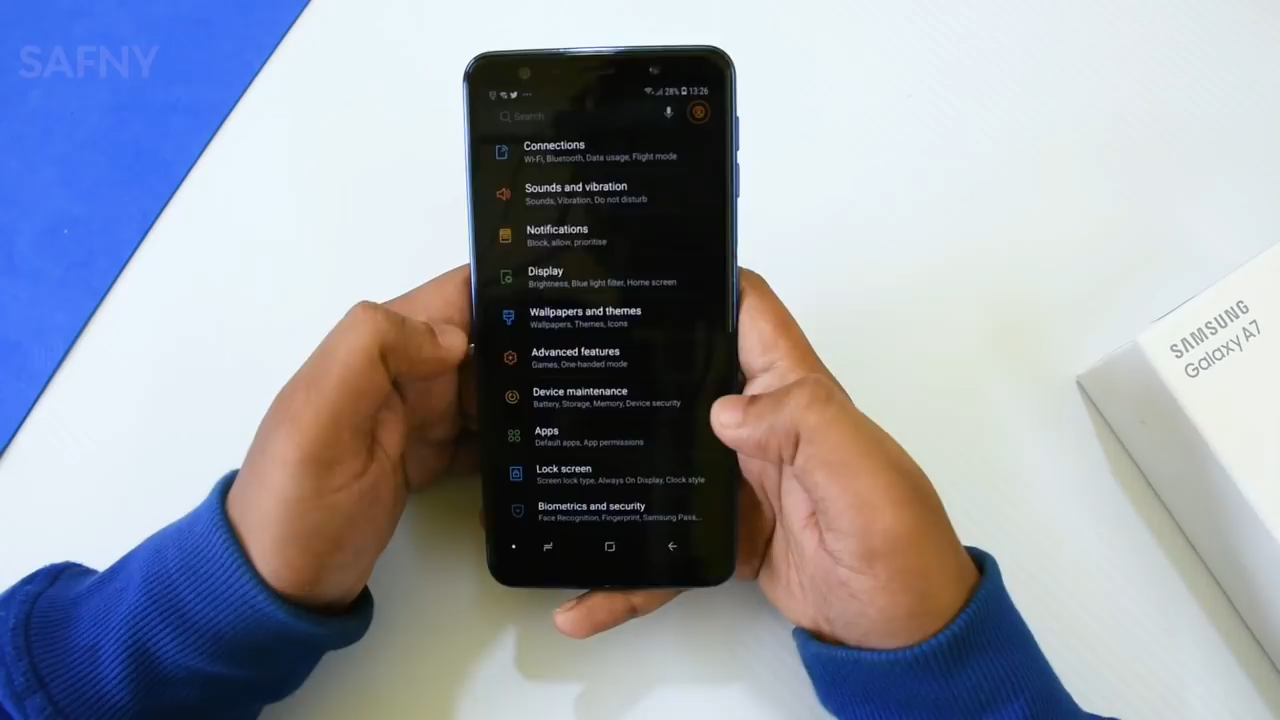 SAFNY
28% 13:26
Search
Connections
Wi-Fi, Bluetooth, Data usage, Flight mode
Sounds and vibration
Sounds, Vibration, Do not disturb
Notifications
Block, allow, prioritise
Display
Brightness, Blue light filter, Home screen
Wallpapers and themes
Wallpapers, Themes, Icons
Advanced features
Games, One-handed mode
Device maintenance
Battery, Storage, Memory, Device security
Apps
Default apps, App permissions
Lock screen
Screen lock type, Always On Display, Clock style
Biometrics and security
Face Recognition, Fingerprint, Samsung Pass...
SAMSUNG
Galaxy A7